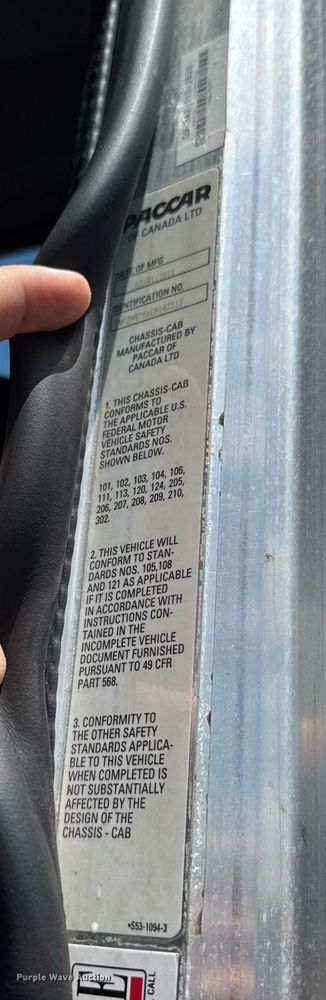 PACCAR
OF CANADA LTD
DATE OF MFG
IDENTIFICATION NO.
CHASSIS-CAB
MANUFACTURED BY
PACCAR OF
CANADA LTD
1. THIS CHASSIS-CAB
CONFORMS TO
THE APPLICABLE U.S.
FEDERAL MOTOR
VEHICLE SAFETY
STANDARDS NOS.
SHOWN BELOW.
101, 102, 103, 104, 106,
111, 113, 120, 124, 205,
206, 207, 208, 209, 210,
302.
2. THIS VEHICLE WILL
CONFORM TO STAN-
DARDS NOS. 105,108
AND 121 AS APPLICABLE
IF IT IS COMPLETED
IN ACCORDANCE WITH
INSTRUCTIONS CON-
TAINED IN THE
INCOMPLETE VEHICLE
DOCUMENT FURNISHED
PURSUANT TO 49 CFR
PART 568.
3. CONFORMITY TO
THE OTHER SAFETY
STANDARDS APPLICA-
BLE TO THIS VEHICLE
WHEN COMPLETED IS
NOT SUBSTANTIALLY
AFFECTED BY THE
DESIGN OF THE
CHASSIS - CAB
*S53-1094-3
CALL
Purple Wave Auction